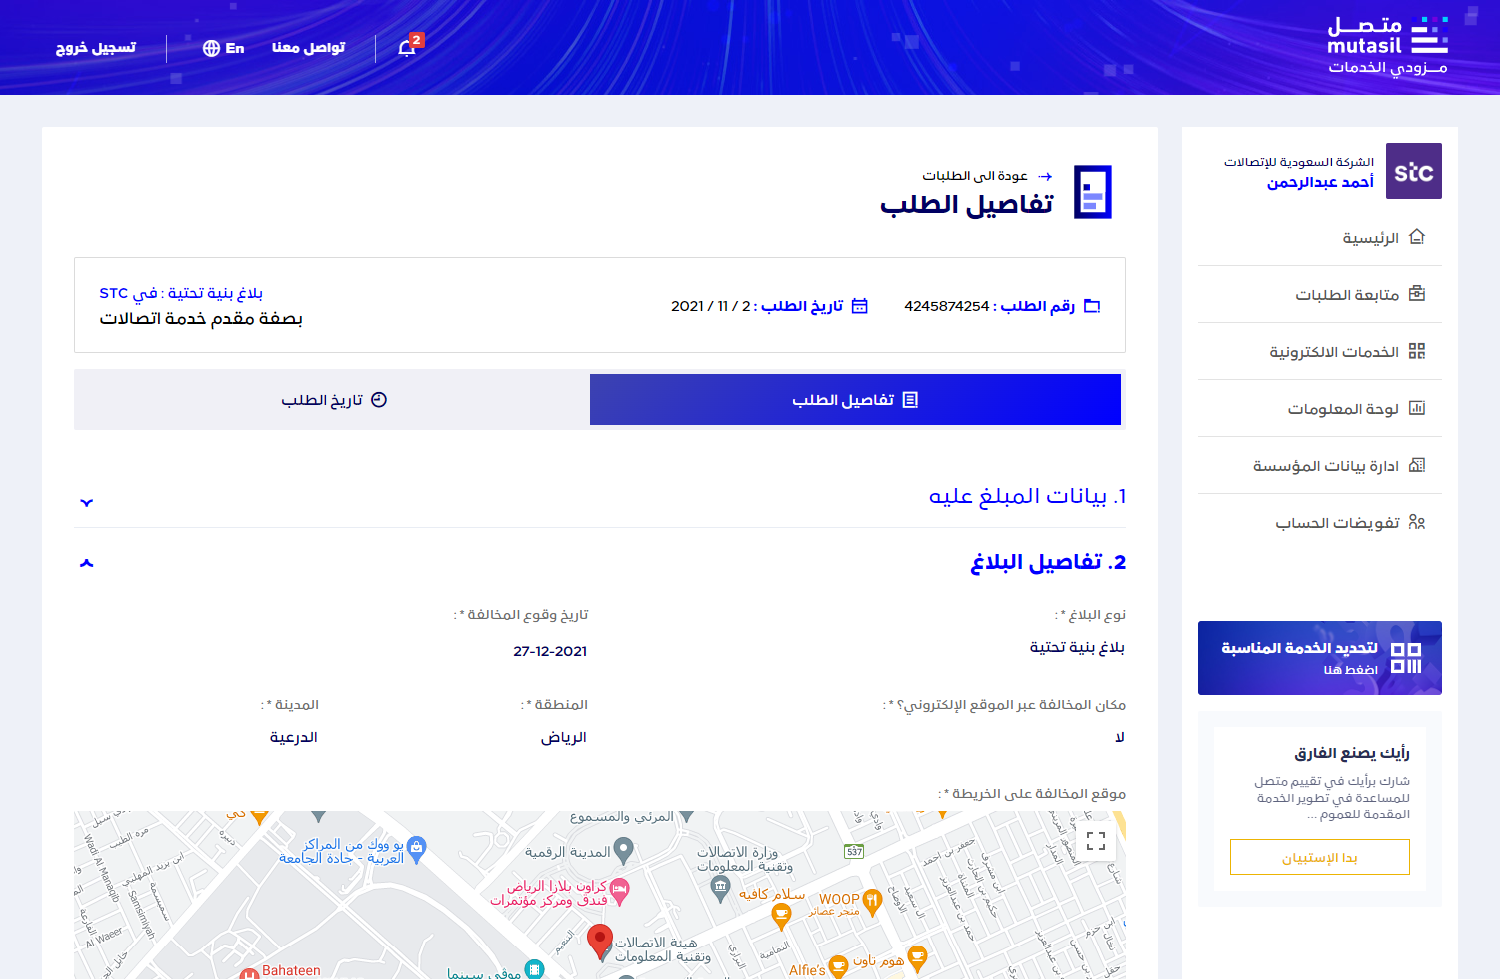 متصل
mutasil
مزودي الخدمات
2
تواصل معنا
En
تسجيل خروج
stc
الشركة السعودية للإتصالات
أحمد عبدالرحمن
الرئيسية
متابعة الطلبات
الخدمات الالكترونية
لوحة المعلومات
ادارة بيانات المؤسسة
تفويضات الحساب
لتحديد الخدمة المناسبة
اضغط هنا
رأيك يصنع الفارق
شارك برأيك في تقييم متصل
للمساعدة في تطوير الخدمة
المقدمة للعموم ...
بدا الإستبيان
عودة الى الطلبات
تفاصيل الطلب
رقم الطلب : 4245874254
تاريخ الطلب : 2 / 11 / 2021
بلاغ بنية تحتية : في STC
بصفة مقدم خدمة اتصالات
تفاصيل الطلب
تاريخ الطلب
1. بيانات المبلغ عليه
2. تفاصيل البلاغ
نوع البلاغ * :
تاريخ وقوع المخالفة * :
بلاغ بنية تحتية
27-12-2021
مكان المخالفة عبر الموقع الإلكتروني؟ * :
المنطقة * :
المدينة * :
لا
الرياض
الدرعية
موقع المخالفة على الخريطة * :
المرئي والمسموع
يو ووك من المراكز
العربية - جادة الجامعة
المدينة الرقمية
وزارة الاتصالات
وتقنية المعلومات
537
كراون بلازا الرياض
فندق ومركز مؤتمرات
سلام كافيه
WOOP
متجر عصائر
هيئة الاتصالات
وتقنية المعلومات
موفي سينما
هوم تاون
Alfie's
Bahateen
Wadi Al Manaqib
Samsimiyah
Al Waeer